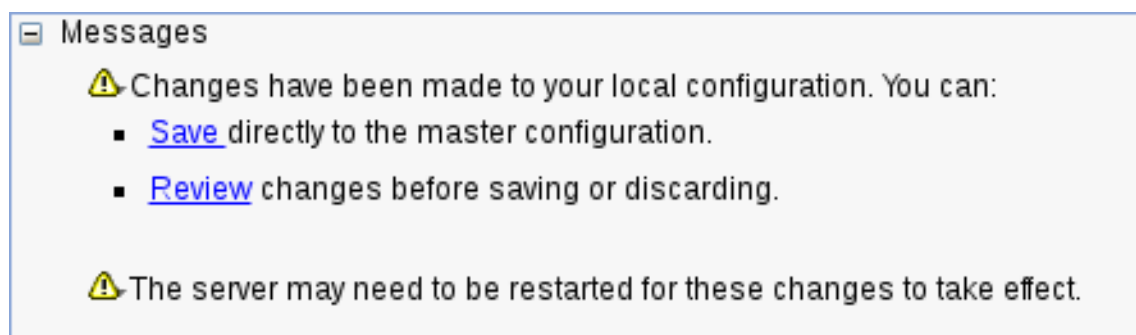 Messages
Changes have been made to your local configuration. You can:
Save directly to the master configuration.
Review changes before saving or discarding.
The server may need to be restarted for these changes to take effect.